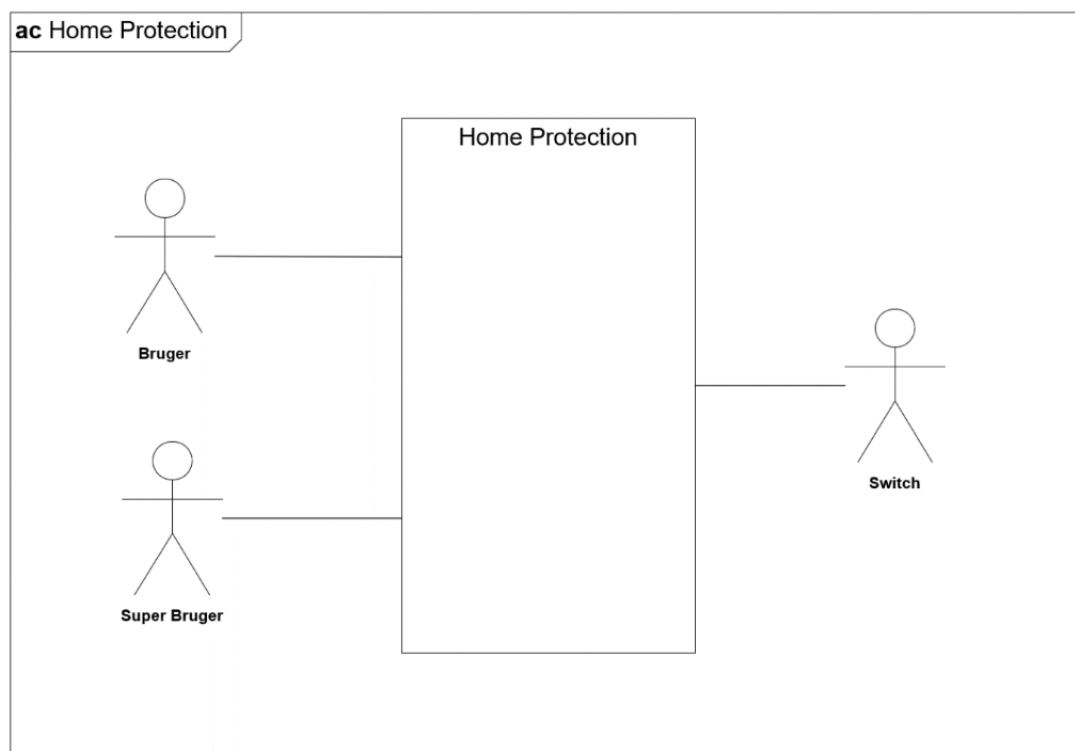 ac Home Protection
Home Protection
Bruger
Switch
Super Bruger